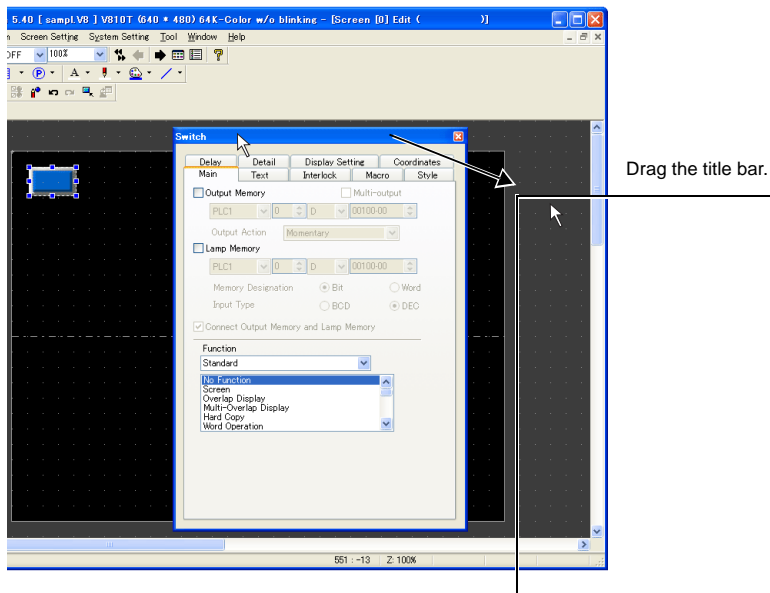 5.40 [ sampl.V8 ] V810T (640 * 480) 64K-Color w/o blinking - [Screen [0] Edit ( )]
Screen Setting System Setting Tool Window Help
OFF 100%
P A
Switch
Drag the title bar.
Delay Detail Display Setting Coordinates
Main Text Interlock Macro Style
Output Memory Multi-output
PLC1 0 D 00100-00
Output Action Momentary
Lamp Memory
PLC1 0 D 00100-00
Memory Designation Bit Word
Input Type BCD DEC
Connect Output Memory and Lamp Memory
Function
Standard
No Function
Screen
Overlap Display
Multi-Overlap Display
Hard Copy
Word Operation
551 : -13 Z: 100%